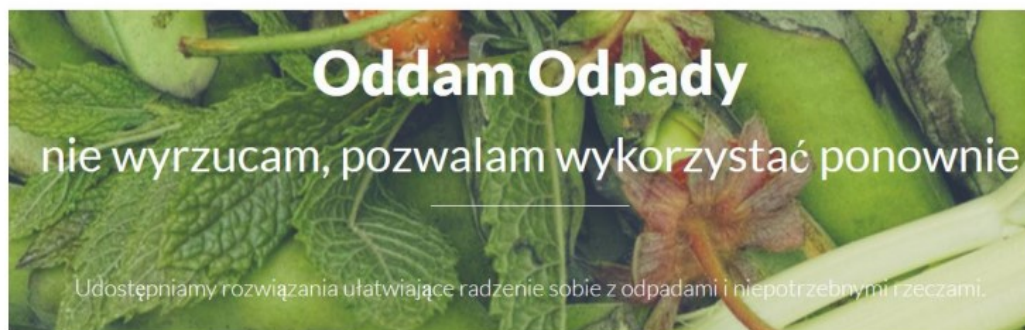 Oddam Odpady
nie wyrzucam, pozwalam wykorzystać ponownie
Udostępniamy rozwiązania ułatwiające radzenie sobie z odpadami i niepotrzebnymi rzeczami.